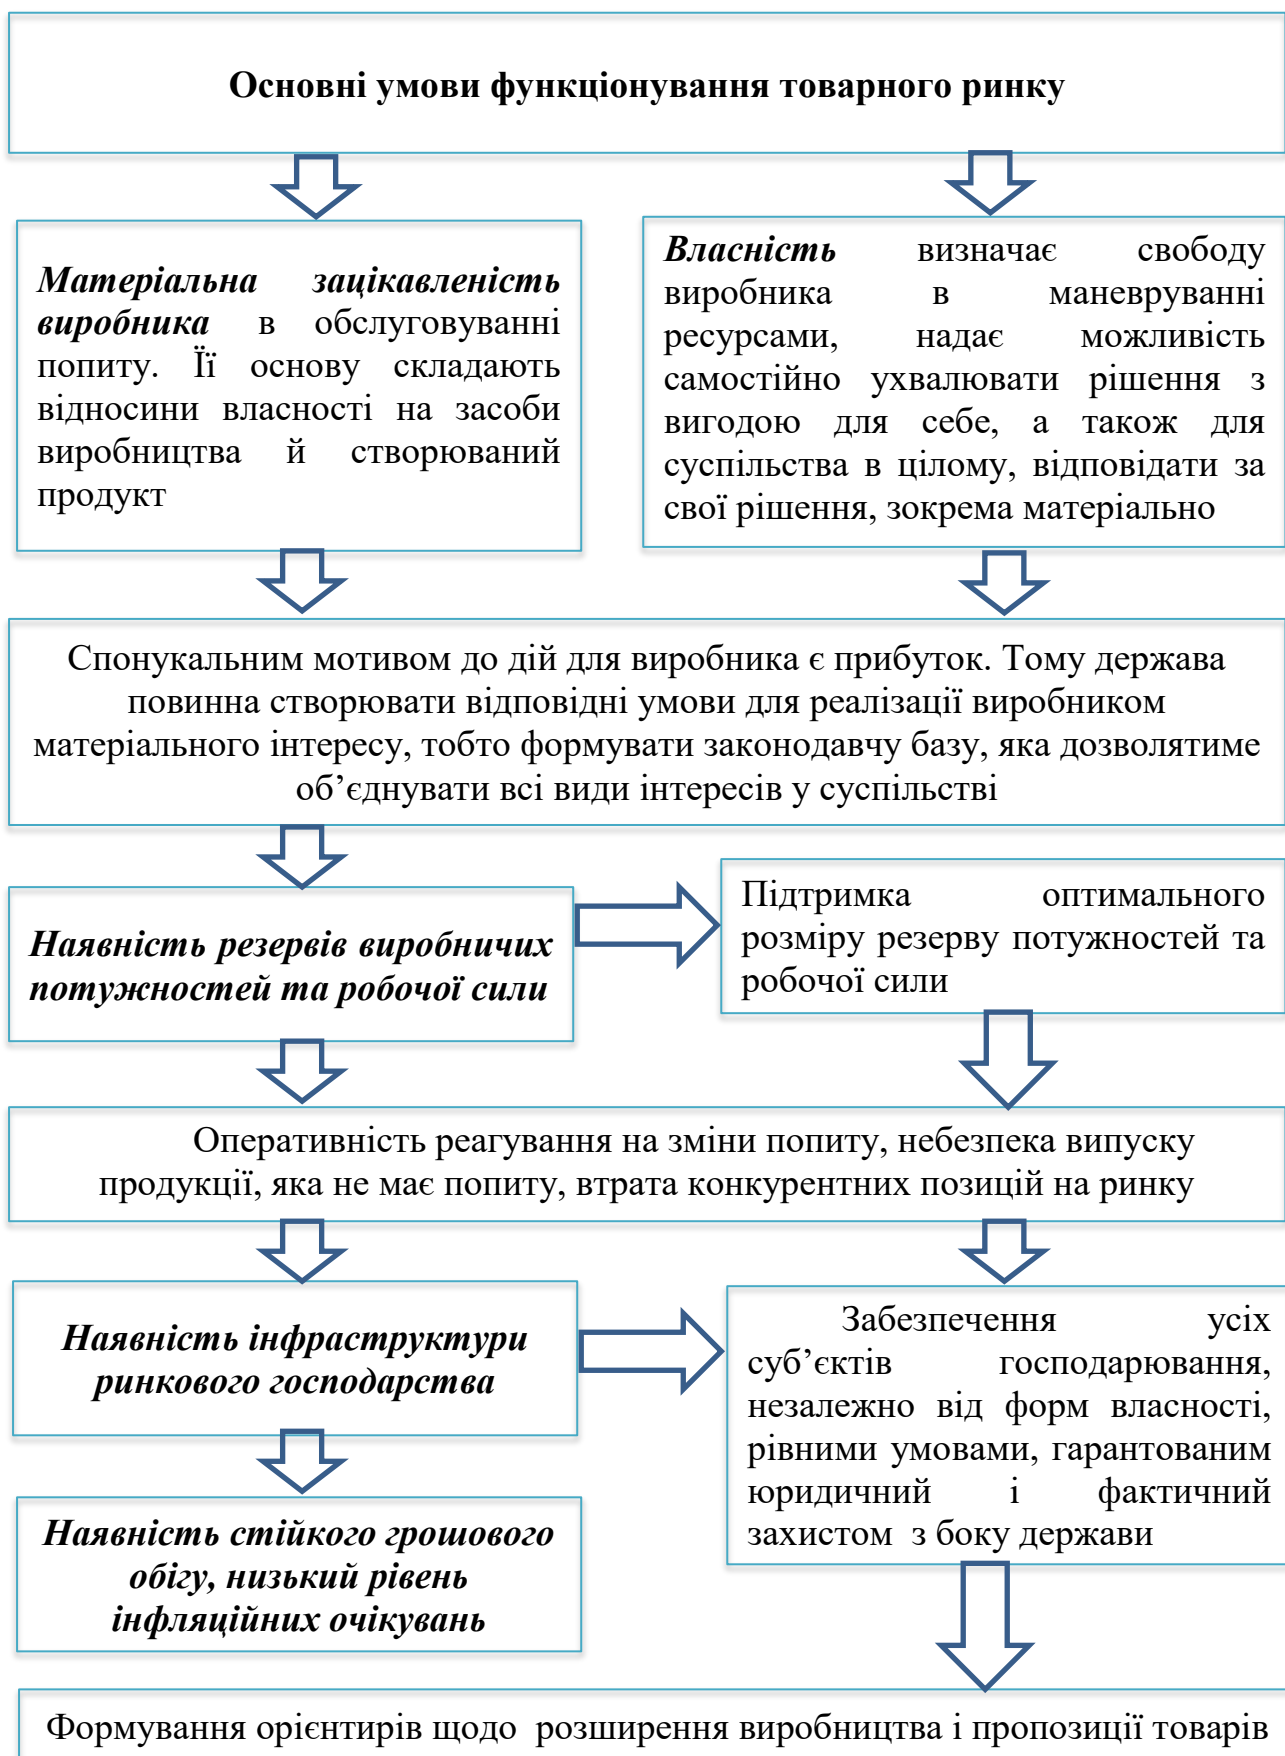 Основні умови функціонування товарного ринку
Матеріальна зацікавленість
виробника в обслуговуванні
попиту. Її основу складають
відносини власності на засоби
виробництва й створюваний
продукт
Власність визначає свободу
виробника в маневруванні
ресурсами, надає можливість
самостійно ухвалювати рішення з
вигодою для себе, а також для
суспільства в цілому, відповідати за
свої рішення, зокрема матеріально
Спонукальним мотивом до дій для виробника є прибуток. Тому держава
повинна створювати відповідні умови для реалізації виробником
матеріального інтересу, тобто формувати законодавчу базу, яка дозволятиме
об’єднувати всі види інтересів у суспільстві
Наявність резервів виробничих
потужностей та робочої сили
Підтримка оптимального
розміру резерву потужностей та
робочої сили
Оперативність реагування на зміни попиту, небезпека випуску
продукції, яка не має попиту, втрата конкурентних позицій на ринку
Наявність інфраструктури
ринкового господарства
Забезпечення усіх
суб’єктів господарювання,
незалежно від форм власності,
рівними умовами, гарантованим
юридичний і фактичний
захистом з боку держави
Наявність стійкого грошового
обігу, низький рівень
інфляційних очікувань
Формування орієнтирів щодо розширення виробництва і пропозиції товарів